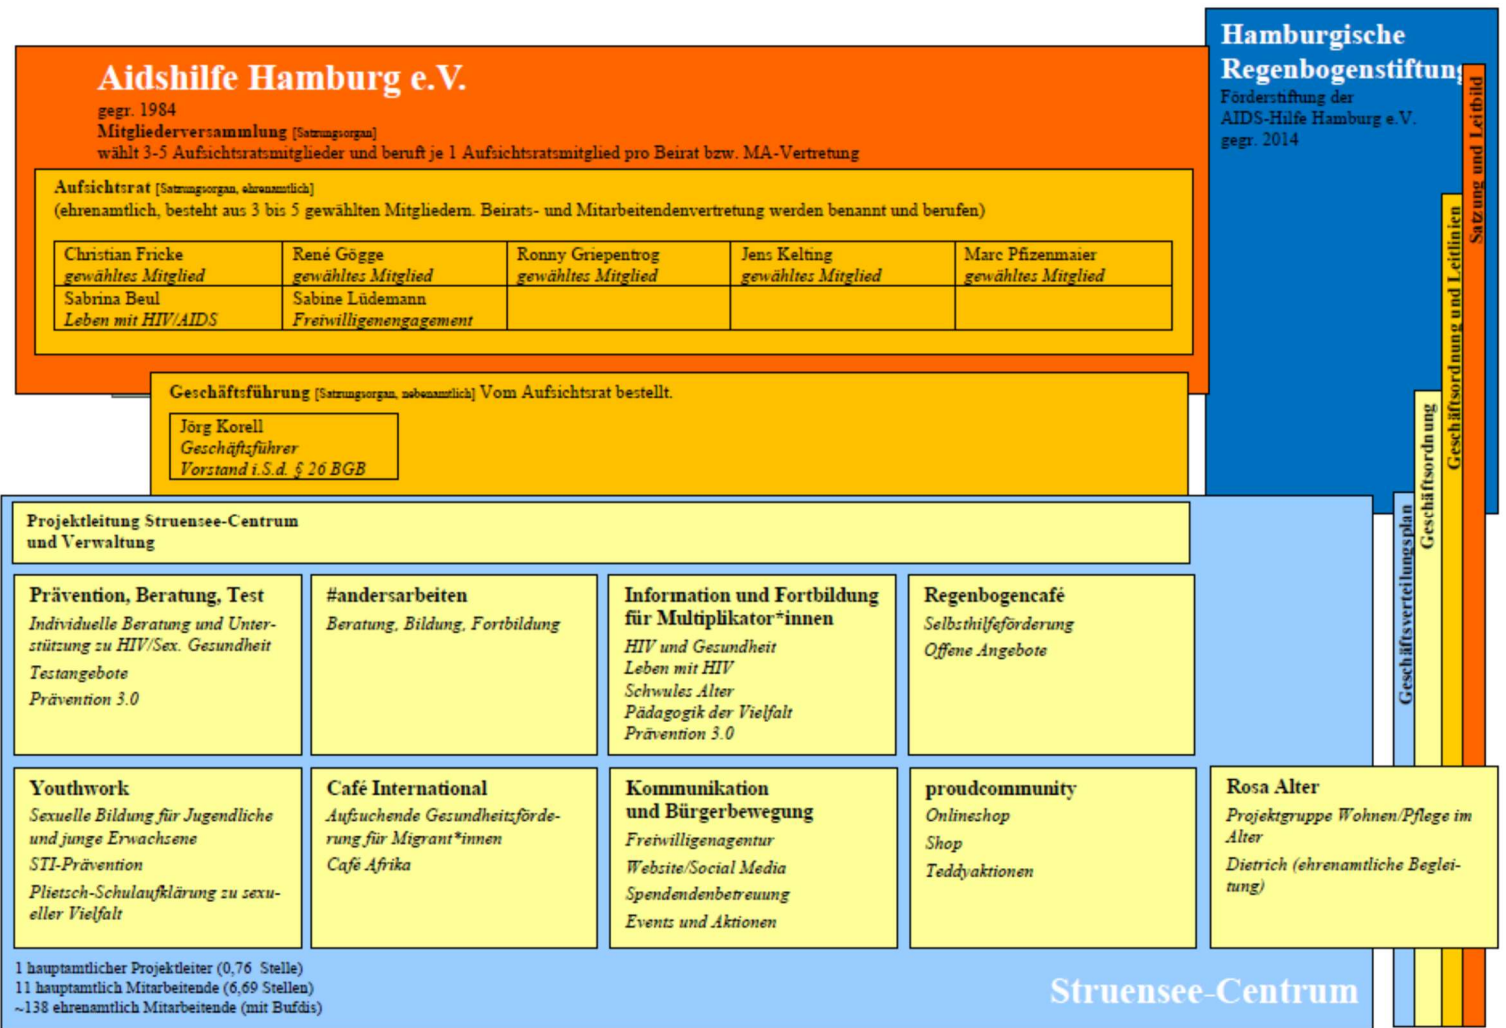 Aidshilfe Hamburg e.V.
gegr. 1984
Mitgliederversammlung [Satzungsorgan]
wählt 3-5 Aufsichtsratsmitglieder und beruft je 1 Aufsichtsratsmitglied pro Beirat bzw. MA-Vertretung
Hamburgische
Regenbogenstiftung
Förderstiftung der
AIDS-Hilfe Hamburg e.V.
gegr. 2014
Satzung und Leitbild
Geschäftsordnung und Leitlinien
Geschäftsordnung
Geschäftsverteilungsplan
Aufsichtsrat [Satzungsorgan, ehrenamtlich]
(ehrenamtlich, besteht aus 3 bis 5 gewählten Mitgliedern. Beirats- und Mitarbeitendenvertretung werden benannt und berufen)
Christian Fricke
gewähltes Mitglied
René Gögge
gewähltes Mitglied
Ronny Griepentrog
gewähltes Mitglied
Jens Kelting
gewähltes Mitglied
Marc Pfizenmaier
gewähltes Mitglied
Sabrina Beul
Leben mit HIV/AIDS
Sabine Lüdemann
Freiwilligenengagement
Geschäftsführung [Satzungsorgan, nebenamtlich] Vom Aufsichtsrat bestellt.
Jörg Korell
Geschäftsführer
Vorstand i.S.d. § 26 BGB
Projektleitung Struensee-Centrum
und Verwaltung
Prävention, Beratung, Test
Individuelle Beratung und Unter-
stützung zu HIV/Sex. Gesundheit
Testangebote
Prävention 3.0
#andersarbeiten
Beratung, Bildung, Fortbildung
Information und Fortbildung
für Multiplikator*innen
HIV und Gesundheit
Leben mit HIV
Schwules Alter
Pädagogik der Vielfalt
Prävention 3.0
Regenbogencafé
Selbsthilfeförderung
Offene Angebote
Youthwork
Sexuelle Bildung für Jugendliche
und junge Erwachsene
STI-Prävention
Plietsch-Schulaufklärung zu sexu-
eller Vielfalt
Café International
Aufsuchende Gesundheitsförde-
rung für Migrant*innen
Café Afrika
Kommunikation
und Bürgerbewegung
Freiwilligenagentur
Website/Social Media
Spendendenbetreuung
Events und Aktionen
proudcommunity
Onlineshop
Shop
Teddyaktionen
Rosa Alter
Projektgruppe Wohnen/Pflege im
Alter
Dietrich (ehrenamtliche Beglei-
tung)
1 hauptamtlicher Projektleiter (0,76 Stelle)
11 hauptamtlich Mitarbeitende (6,69 Stellen)
~138 ehrenamtlich Mitarbeitende (mit Bufdis)
Struensee-Centrum